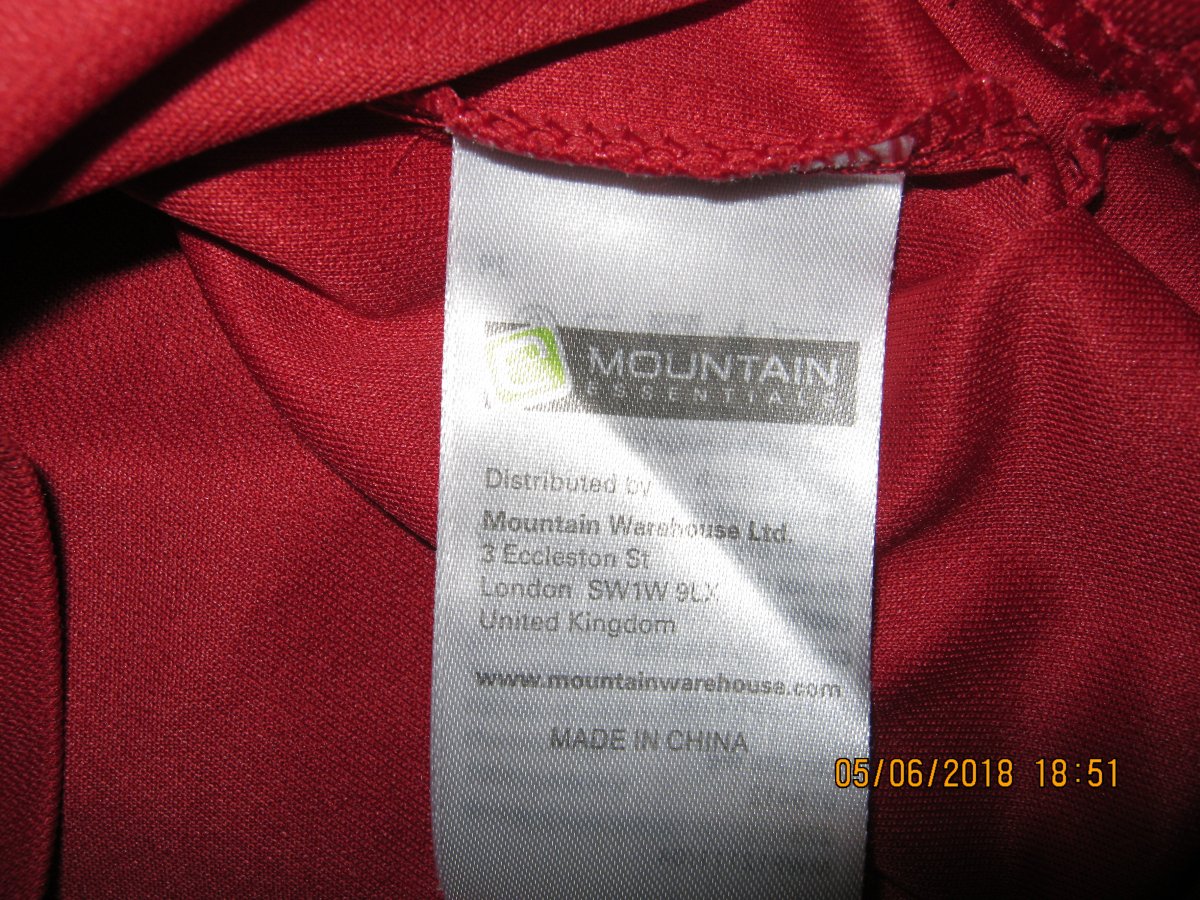 MOUNTAIN
ESSENTIALS
Distributed by
Mountain Warehouse Ltd.
3 Eccleston St
London SW1W 9LX
United Kingdom
www.mountainwarehouse.com
MADE IN CHINA
05/06/2018 18:51